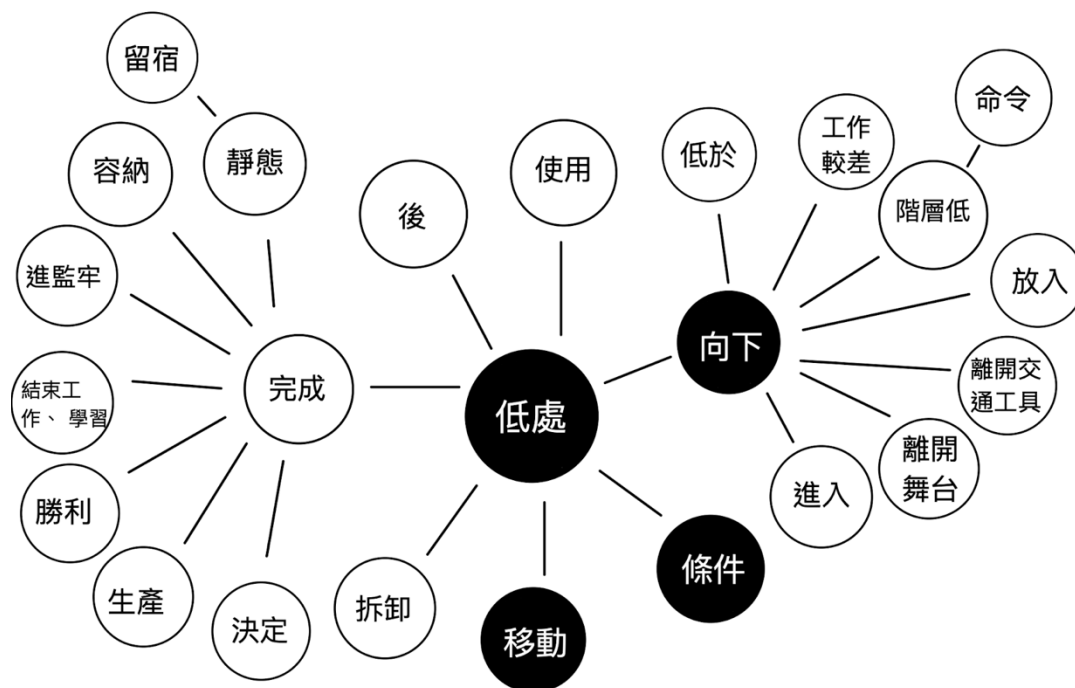 留宿
容納
靜態
進監牢
結束工
作、學習
勝利
生產
決定
完成
後
使用
低處
拆卸
移動
條件
低於
工作
較差
命令
階層低
放入
向下
離開交
通工具
離開
舞台
進入